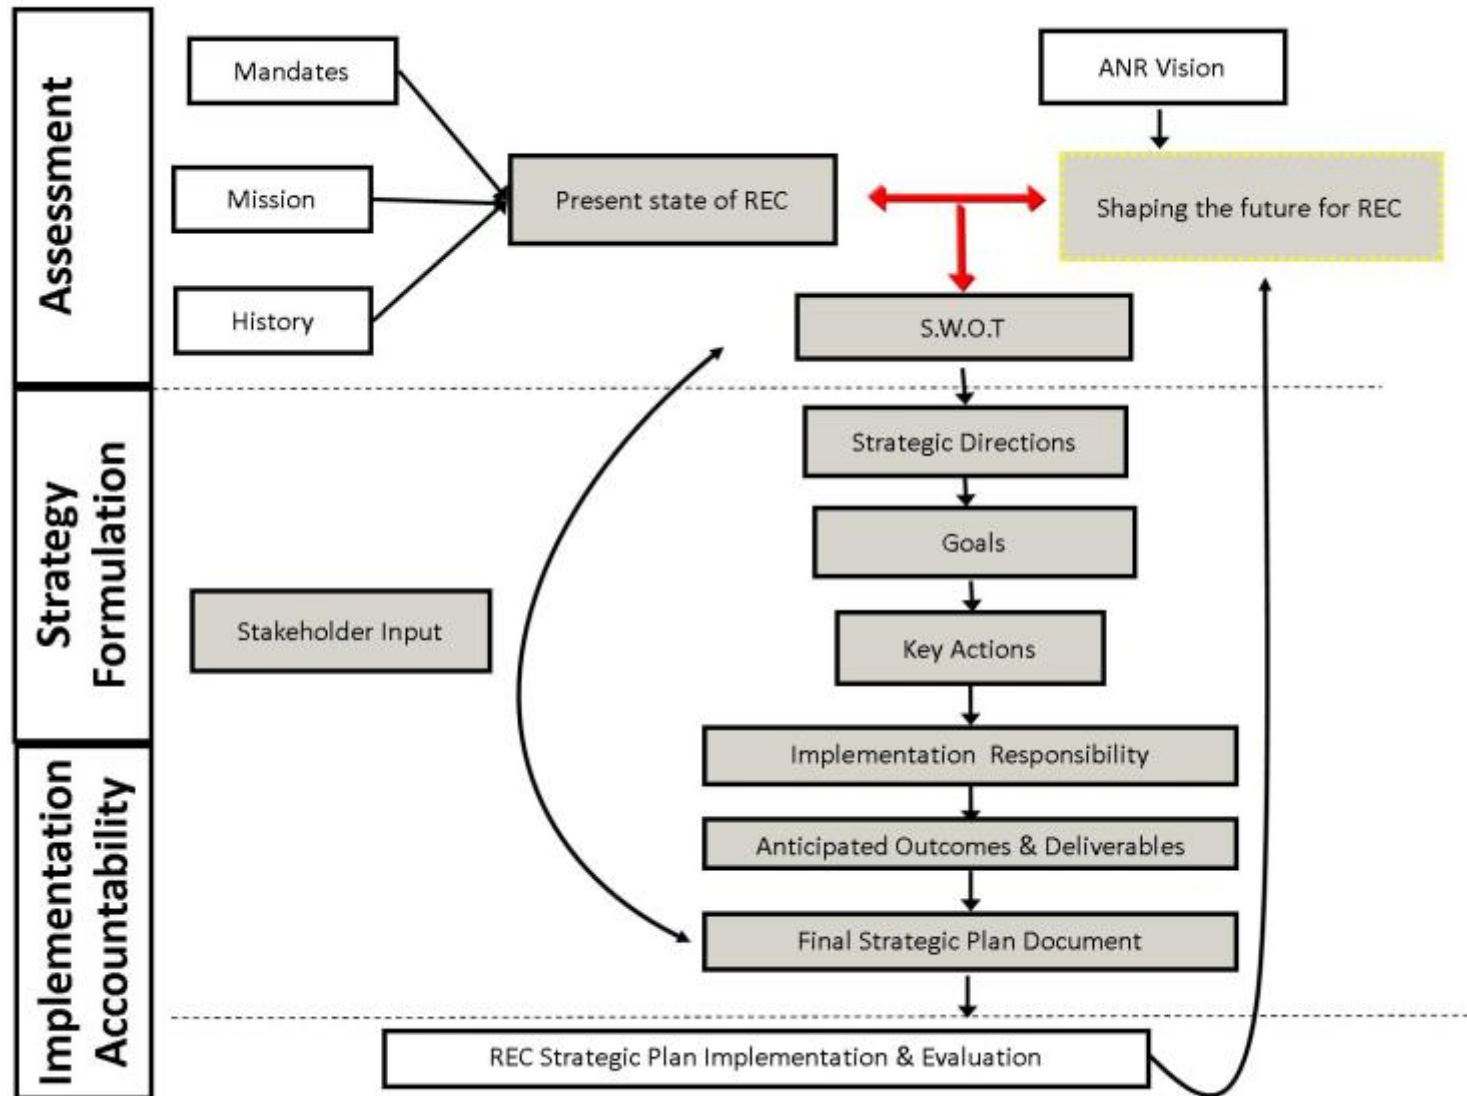 Assessment
Mandates
Mission
History
Present state of REC
ANR Vision
Shaping the future for REC
S.W.O.T
Strategy
Formulation
Strategic Directions
Goals
Stakeholder Input
Key Actions
Implementation
Accountability
Implementation  Responsibility
Anticipated Outcomes & Deliverables
Final Strategic Plan Document
REC Strategic Plan Implementation & Evaluation